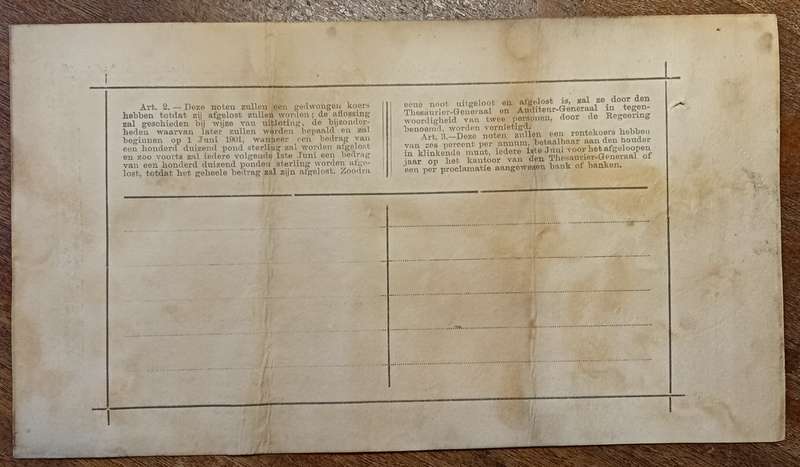 Art. 2. — Deze noten zullen een gedwongen koers
hebben totdat zij afgelost zullen worden; de aflossing
zal geschieden bij wijze van uitloting, de bijzonder-
heden waarvan later zullen worden bepaald en zal
beginnen op 1 Juni 1901, wanneer een bedrag van
een honderd duizend pond sterling zal worden afgelost
en zoo voorts zal iedere volgende 1ste Juni een bedrag
van een honderd duizend ponden sterling worden afge-
lost, totdat het geheele bedrag zal zijn afgelost. Zoodra
eene noot uitgeloot en afgelost is, zal ze door den
Thesaurier-Generaal en Auditeur-Generaal in tegen-
woordigheid van twee personen, door de Regeering
benoemd, worden vernietigd.
Art. 3.—Deze noten zullen een rentekoers hebben
van zes percent per annum, betaalbaar aan den houder
in klinkende munt, iedere 1ste Juni voor het afgeloopen
jaar op het kantoor van den Thesaurier-Generaal of
een per proclamatie aangewezen bank of banken.